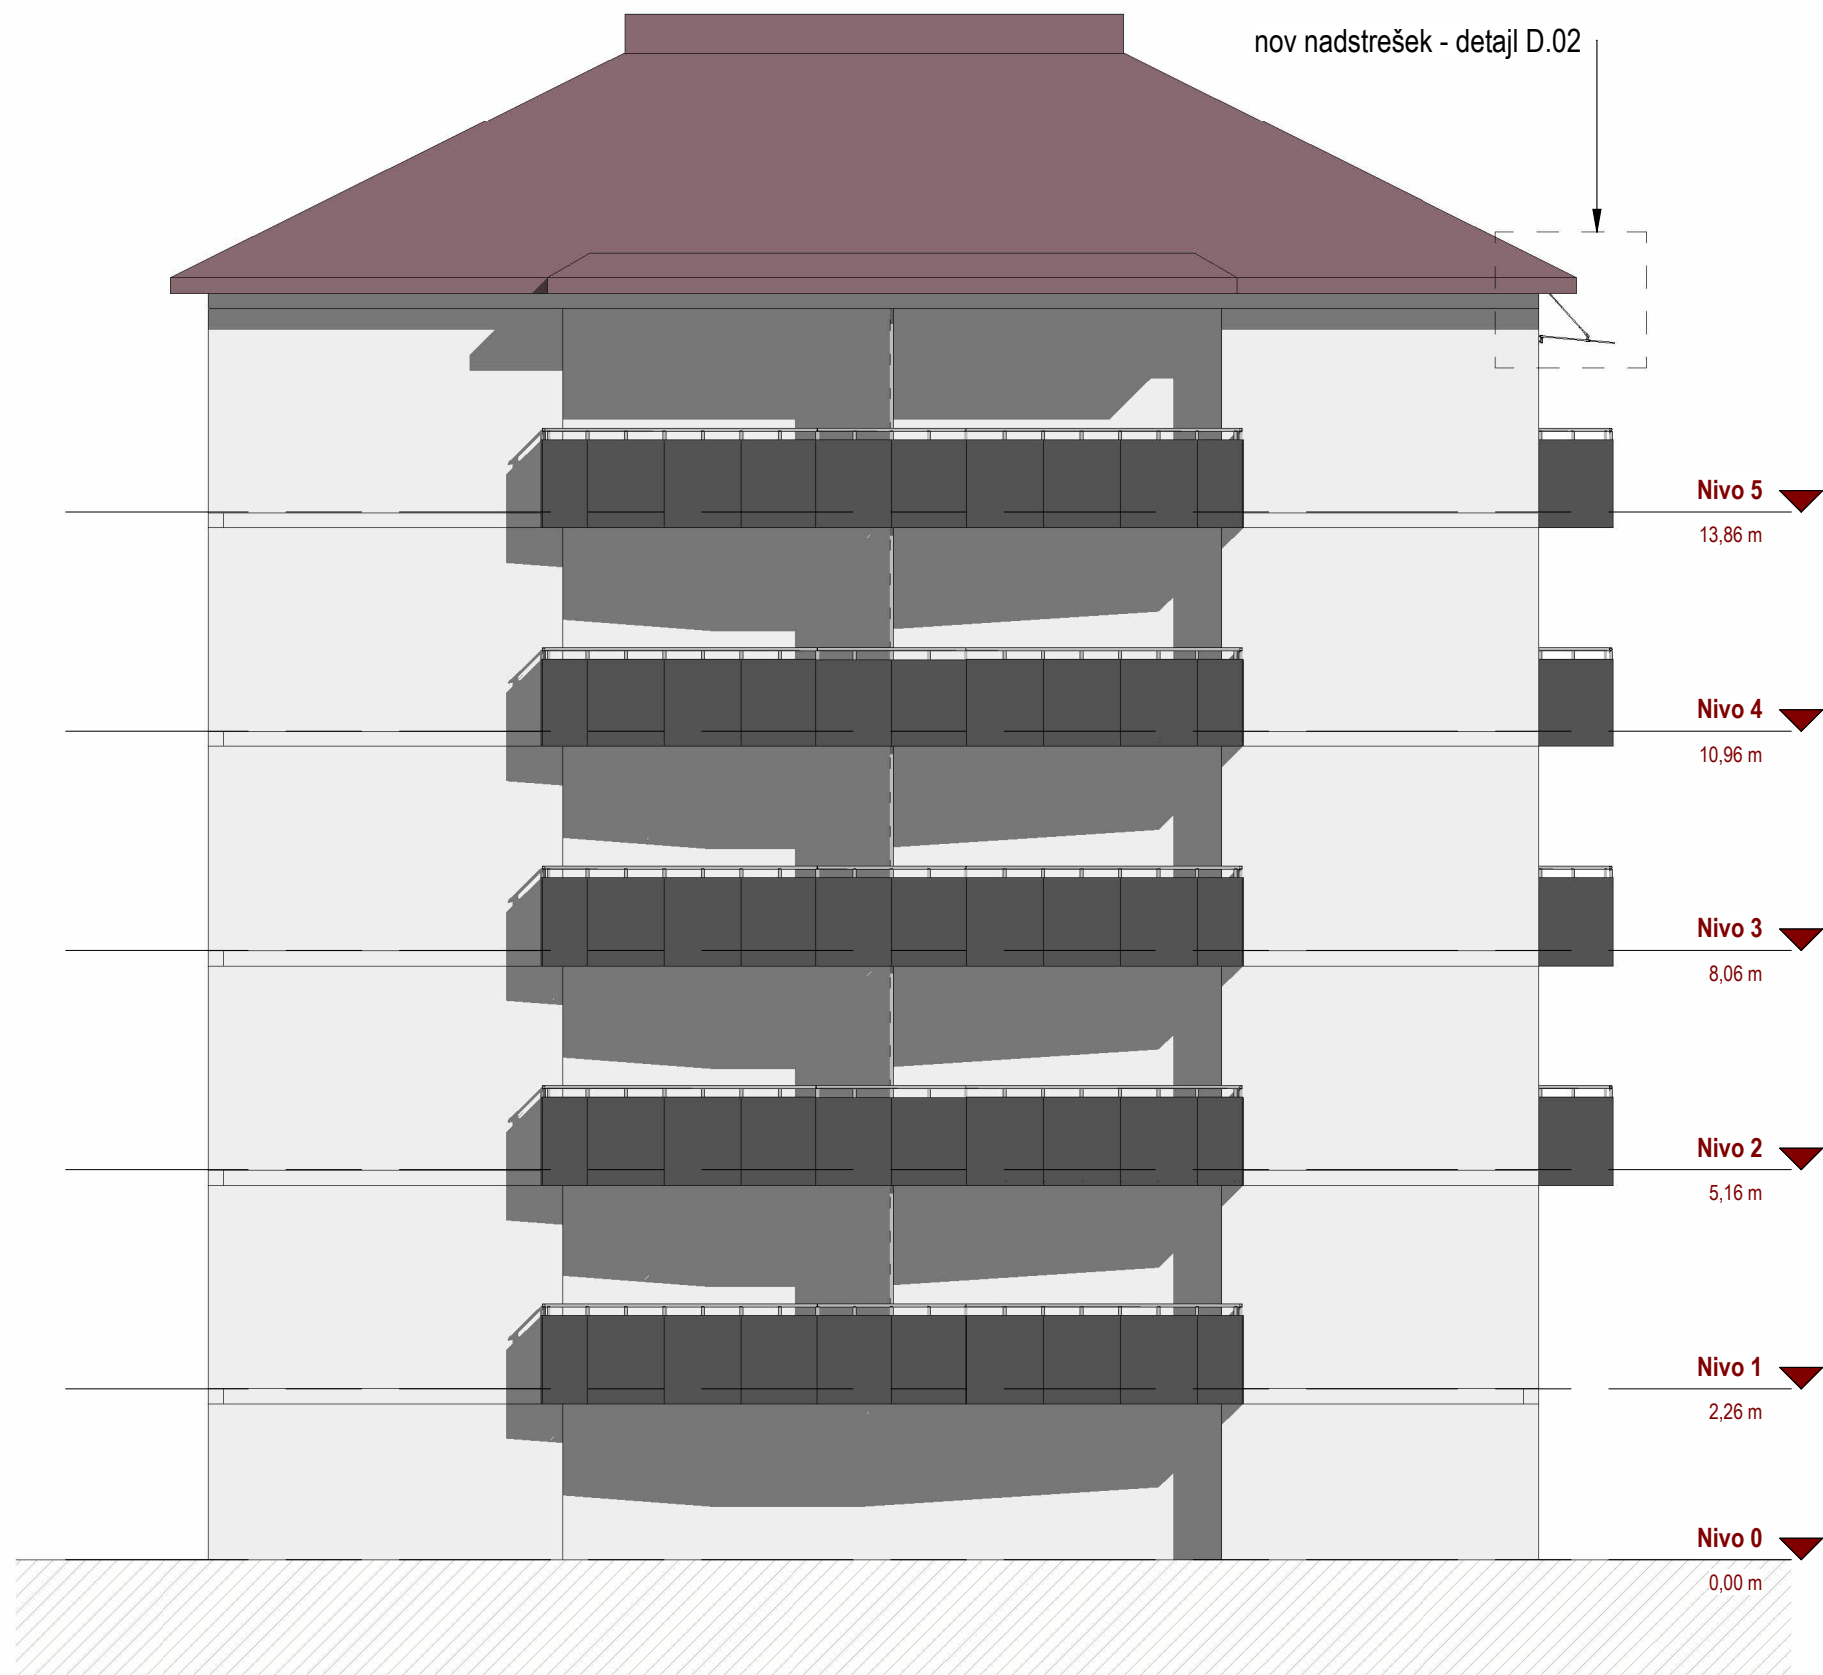 nov nadstrešek - detajl D.02
Nivo 5
13,86 m
Nivo 4
10,96 m
Nivo 3
8,06 m
Nivo 2
5,16 m
Nivo 1
2,26 m
Nivo 0
0,00 m